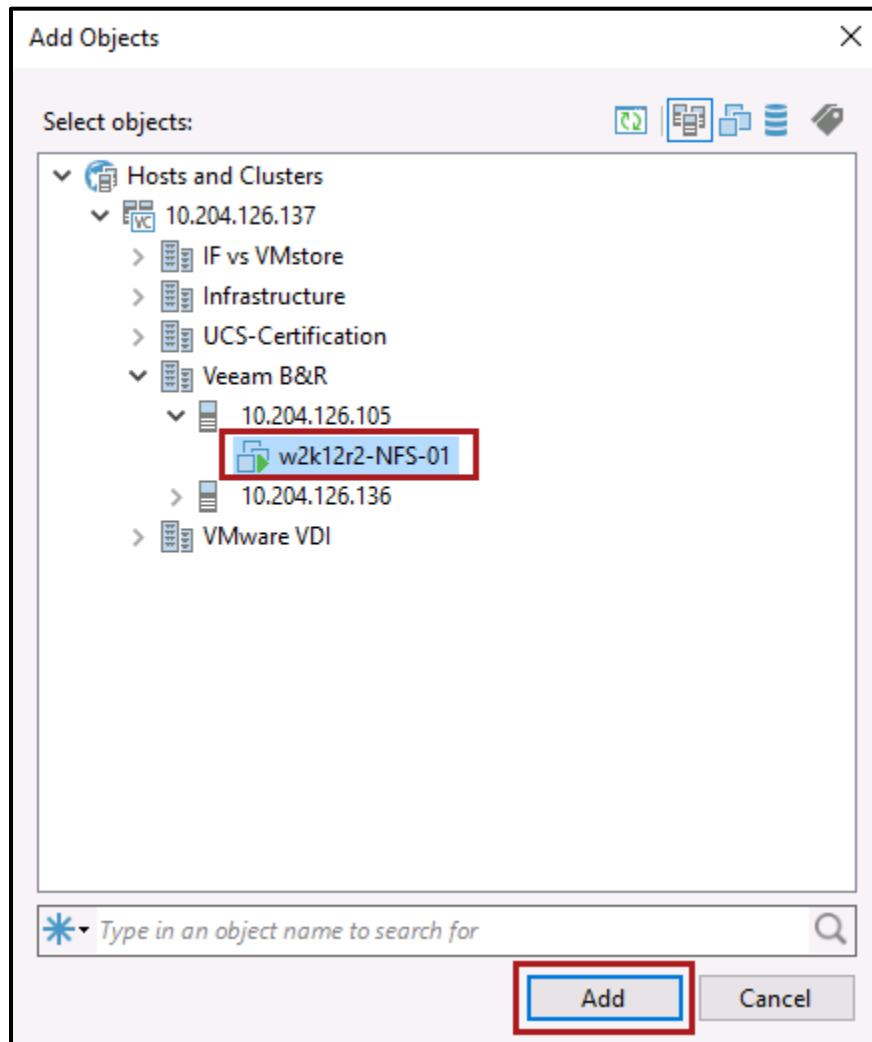 Add Objects
Select objects:
Hosts and Clusters
VC 10.204.126.137
IF vs VMstore
Infrastructure
UCS-Certification
Veeam B&R
10.204.126.105
w2k12r2-NFS-01
10.204.126.136
VMware VDI
Type in an object name to search for
Add Cancel